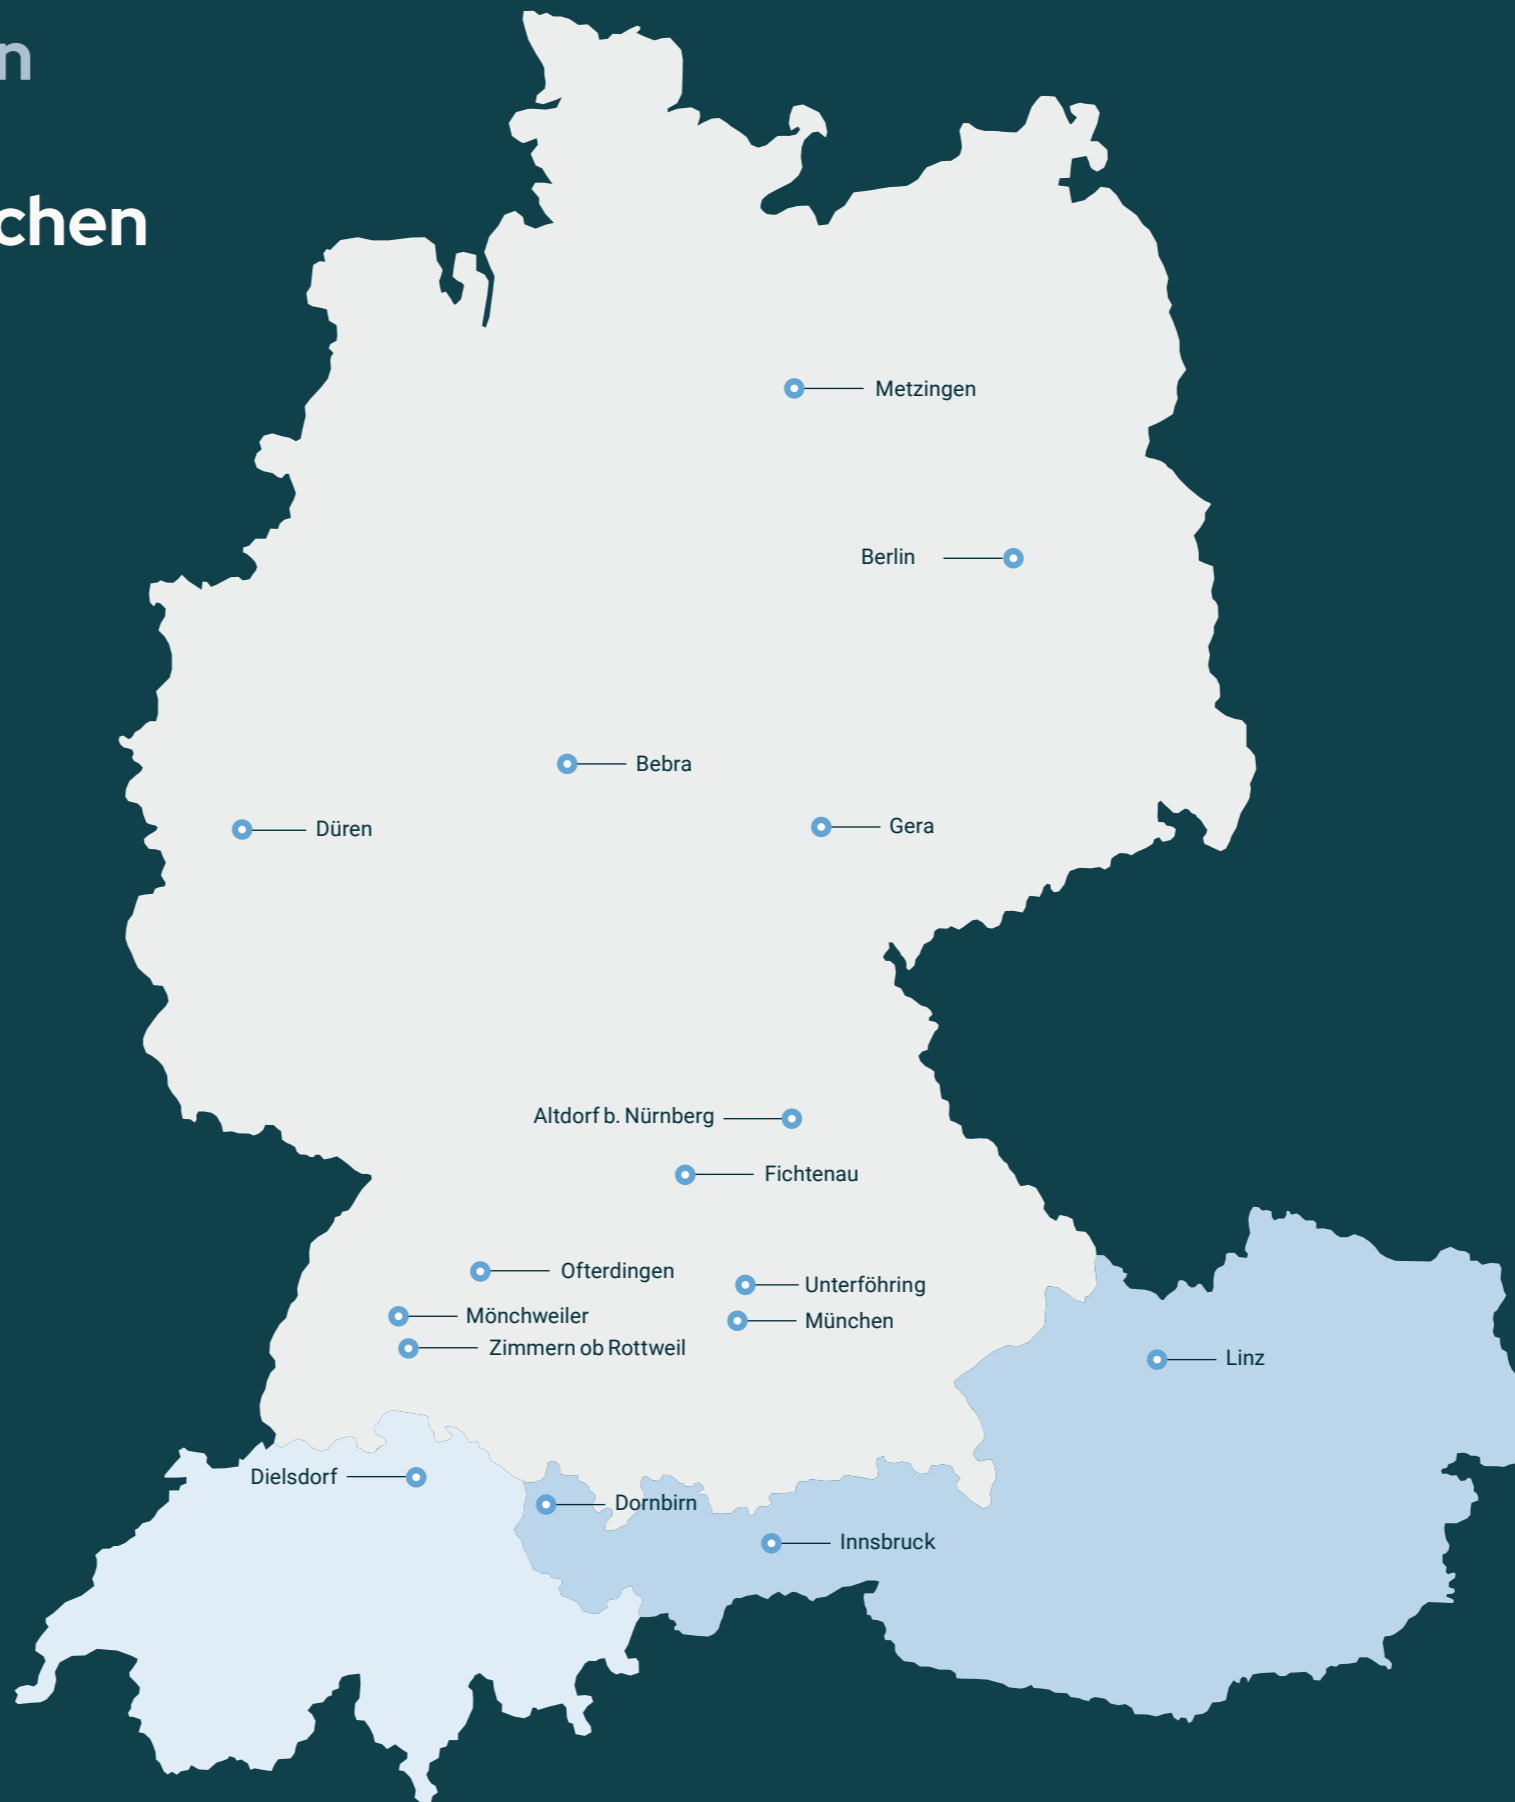 n
chen
Metzingen
Berlin
Bebra
Gera
Düren
Altdorf b. Nürnberg
Fichtenau
Ofterdingen
Unterföhring
Mönchweiler
München
Zimmern ob Rottweil
Linz
Dielsdorf
Dornbirn
Innsbruck